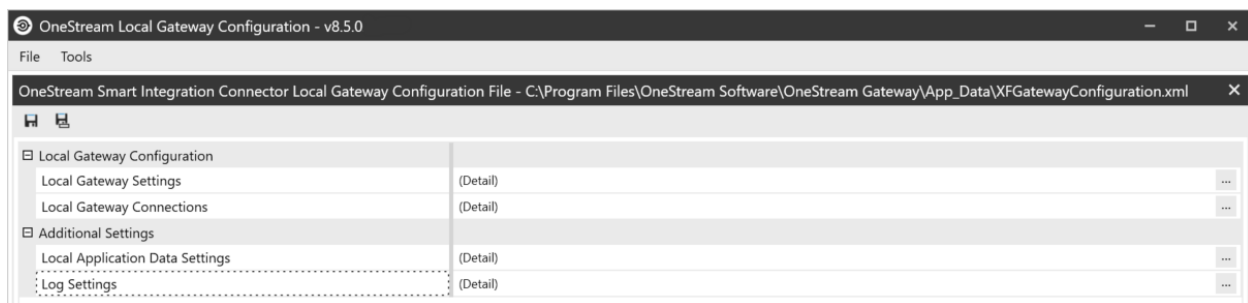 OneStream Local Gateway Configuration - v8.5.0
File Tools
OneStream Smart Integration Connector Local Gateway Configuration File - C:\Program Files\OneStream Software\OneStream Gateway\App_Data\XFGatewayConfiguration.xml
Local Gateway Configuration
Local Gateway Settings (Detail) ...
Local Gateway Connections (Detail) ...
Additional Settings
Local Application Data Settings (Detail) ...
Log Settings (Detail) ...